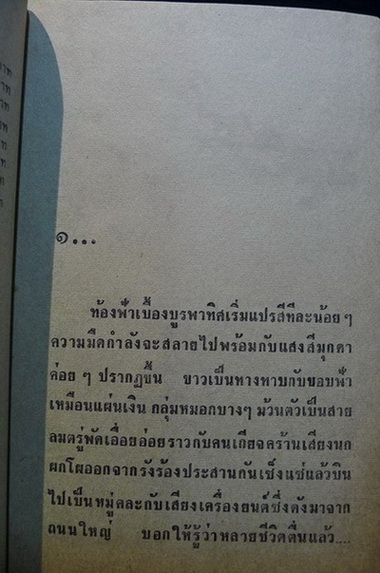 ๑...
ท้องฟ้าเบื้องบูรพาทิศเริ่มแปรสีทีละน้อย ๆ
ความมืดกำลังจะสลายไปพร้อมกับแสงสีมุกดา
ค่อย ๆ ปรากฏขึ้น ขาวเป็นทางทาบกับขอบฟ้า
เหมือนแผ่นเงิน กลุ่มหมอกบางๆ ม้วนตัวเป็นสาย
ลมตรู่พัดเอื่อยอ่อยราวกับคนเกียจคร้านเสียงนก
ผกโผออกจากรังร้องประสานกันเซ็งแซ่แล้วบิน
ไปเป็นหมู่คละกับเสียงเครื่องยนต์ซึ่งดังมาจาก
ถนนใหญ่ บอกให้รู้ว่าหลายชีวิตตื่นแล้ว....